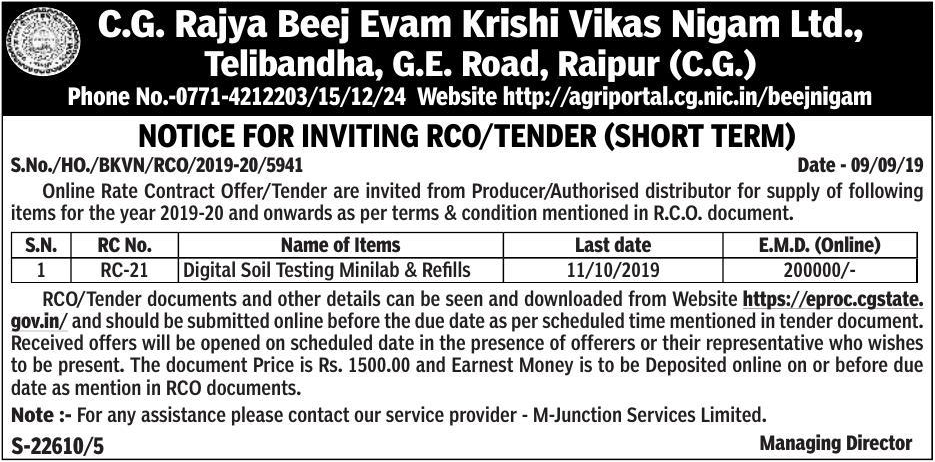 C.G. Rajya Beej Evam Krishi Vikas Nigam Ltd.,
Telibandha, G.E. Road, Raipur (C.G.)
Phone No.-0771-4212203/15/12/24 Website http://agriportal.cg.nic.in/beejnigam
NOTICE FOR INVITING RCO/TENDER (SHORT TERM)
S.No./HO./BKVN/RCO/2019-20/5941 Date - 09/09/19
Online Rate Contract Offer/Tender are invited from Producer/Authorised distributor for supply of following
items for the year 2019-20 and onwards as per terms & condition mentioned in R.C.O. document.
S.N. RC No. Name of Items Last date E.M.D. (Online)
1 RC-21 Digital Soil Testing Minilab & Refills 11/10/2019 200000/-
RCO/Tender documents and other details can be seen and downloaded from Website https://eproc.cgstate.
gov.in/ and should be submitted online before the due date as per scheduled time mentioned in tender document.
Received offers will be opened on scheduled date in the presence of offerers or their representative who wishes
to be present. The document Price is Rs. 1500.00 and Earnest Money is to be Deposited online on or before due
date as mention in RCO documents.
Note :- For any assistance please contact our service provider - M-Junction Services Limited.
S-22610/5 Managing Director